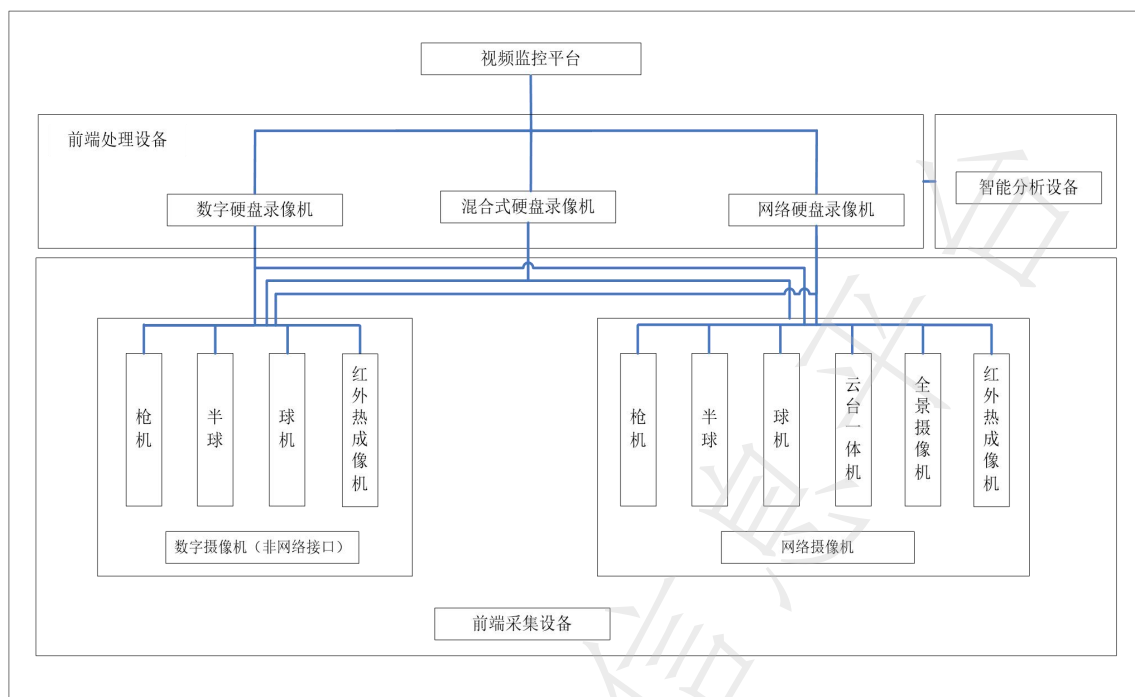 视频监控平台
前端处理设备
智能分析设备
数字硬盘录像机
混合式硬盘录像机
网络硬盘录像机
枪机
半球
球机
红外热成像机
枪机
半球
球机
云台一体机
全景摄像机
红外热成像机
数字摄像机（非网络接口）
网络摄像机
前端采集设备